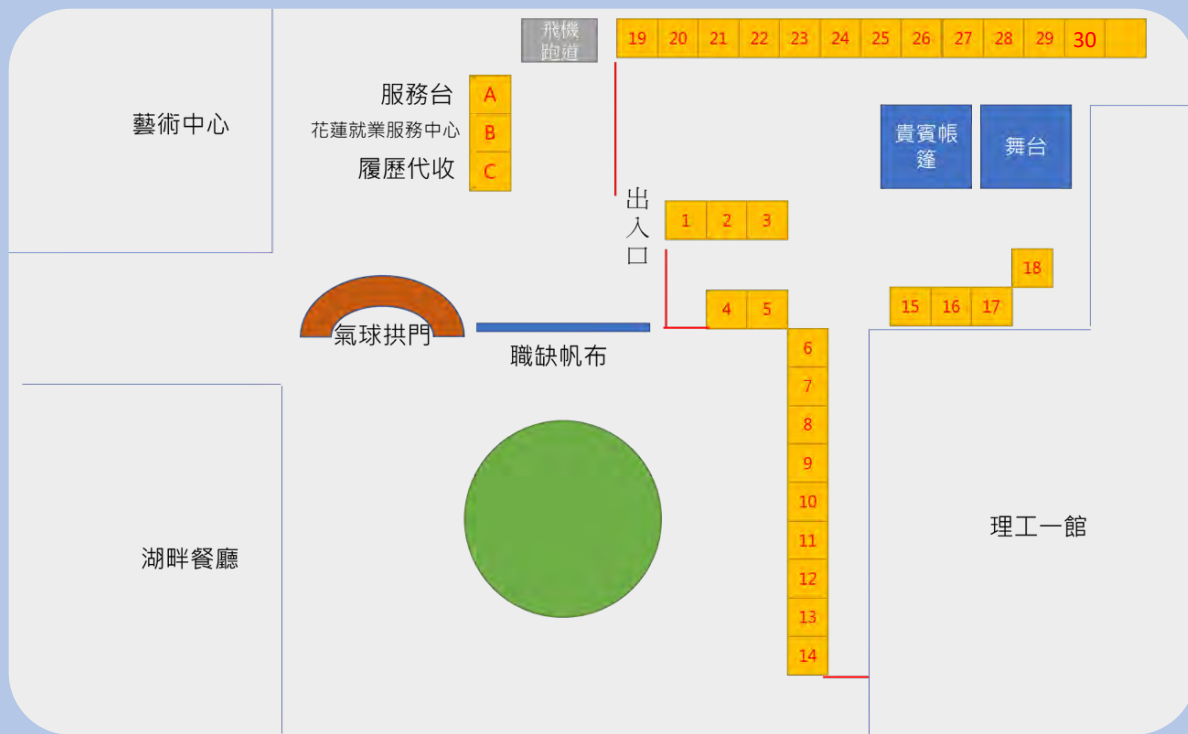 飛機
跑道
19 20 21 22 23 24 25 26 27 28 29 30
服務台 A
花蓮就業服務中心 B
履歷代收 C
藝術中心
貴賓帳
篷
舞台
出
入
口
1 2 3
18
4 5
15 16 17
氣球拱門
職缺帆布
6
7
8
9
10
11
12
13
14
湖畔餐廳
理工一館